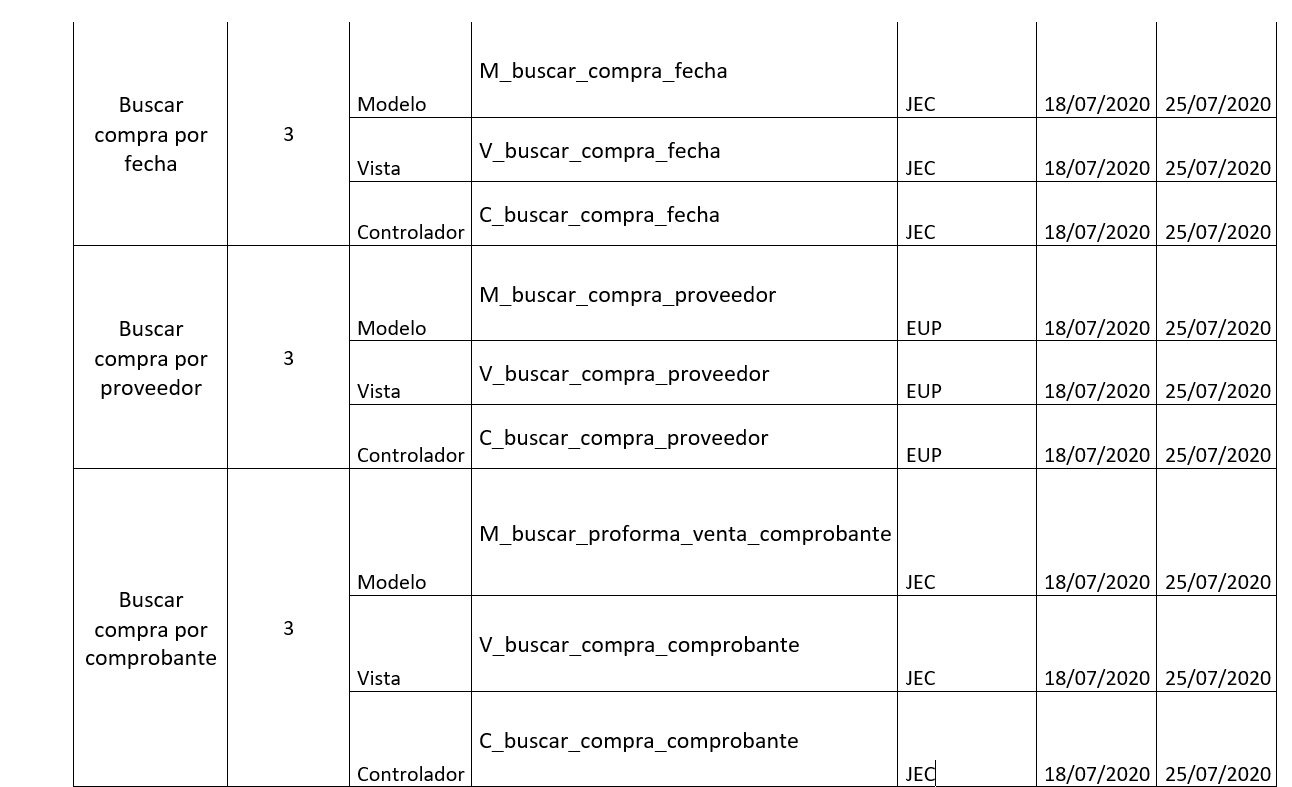 Buscar
compra por
fecha
3
Modelo
M_buscar_compra_fecha
JEC
18/07/2020
25/07/2020
Vista
V_buscar_compra_fecha
JEC
18/07/2020
25/07/2020
Controlador
C_buscar_compra_fecha
JEC
18/07/2020
25/07/2020
Buscar
compra por
proveedor
3
Modelo
M_buscar_compra_proveedor
EUP
18/07/2020
25/07/2020
Vista
V_buscar_compra_proveedor
EUP
18/07/2020
25/07/2020
Controlador
C_buscar_compra_proveedor
EUP
18/07/2020
25/07/2020
Buscar
compra por
comprobante
3
Modelo
M_buscar_proforma_venta_comprobante
JEC
18/07/2020
25/07/2020
Vista
V_buscar_compra_comprobante
JEC
18/07/2020
25/07/2020
Controlador
C_buscar_compra_comprobante
JEC
18/07/2020
25/07/2020